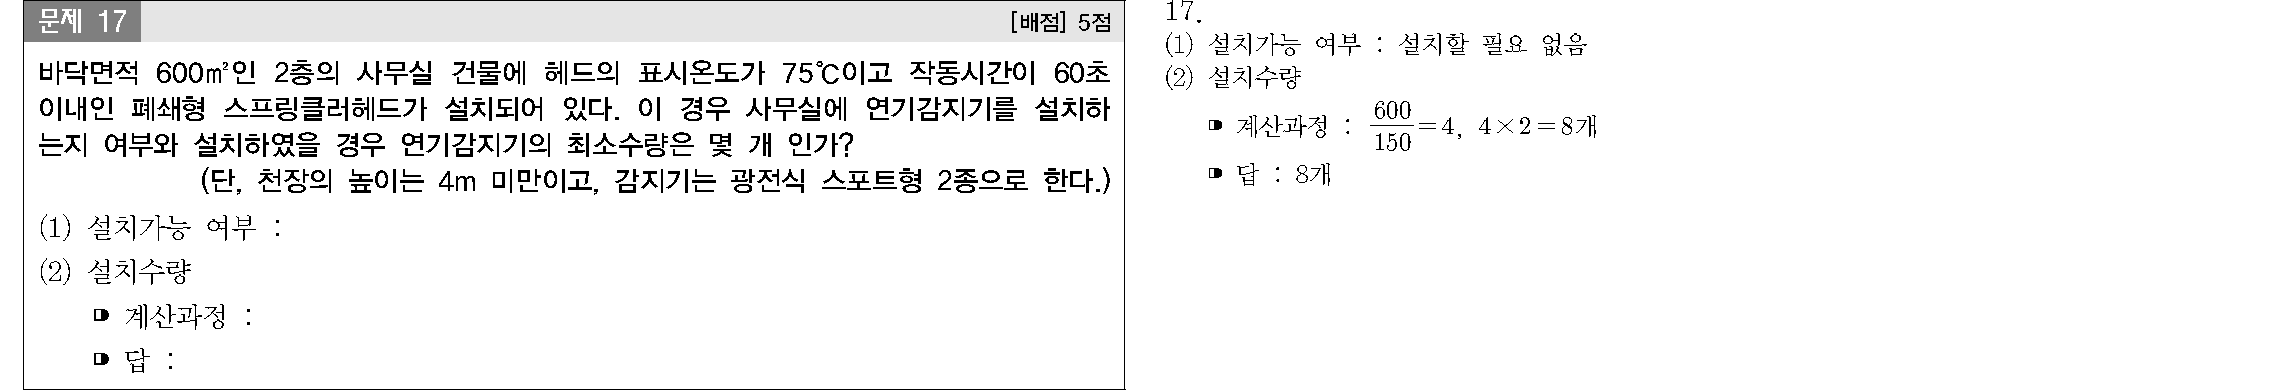 문제 17
[배점] 5점
바닥면적 600㎡인 2층의 사무실 건물에 헤드의 표시온도가 75℃이고 작동시간이 60초
이내인 폐쇄형 스프링클러헤드가 설치되어 있다. 이 경우 사무실에 연기감지기를 설치하
는지 여부와 설치하였을 경우 연기감지기의 최소수량은 몇 개 인가?
(단, 천장의 높이는 4m 미만이고, 감지기는 광전식 스포트형 2종으로 한다.)
(1) 설치가능 여부 :
(2) 설치수량
계산과정 :
답 :
17.
(1) 설치가능 여부 : 설치할 필요 없음
(2) 설치수량
계산과정 : 600/150=4, 4×2=8개
답 : 8개